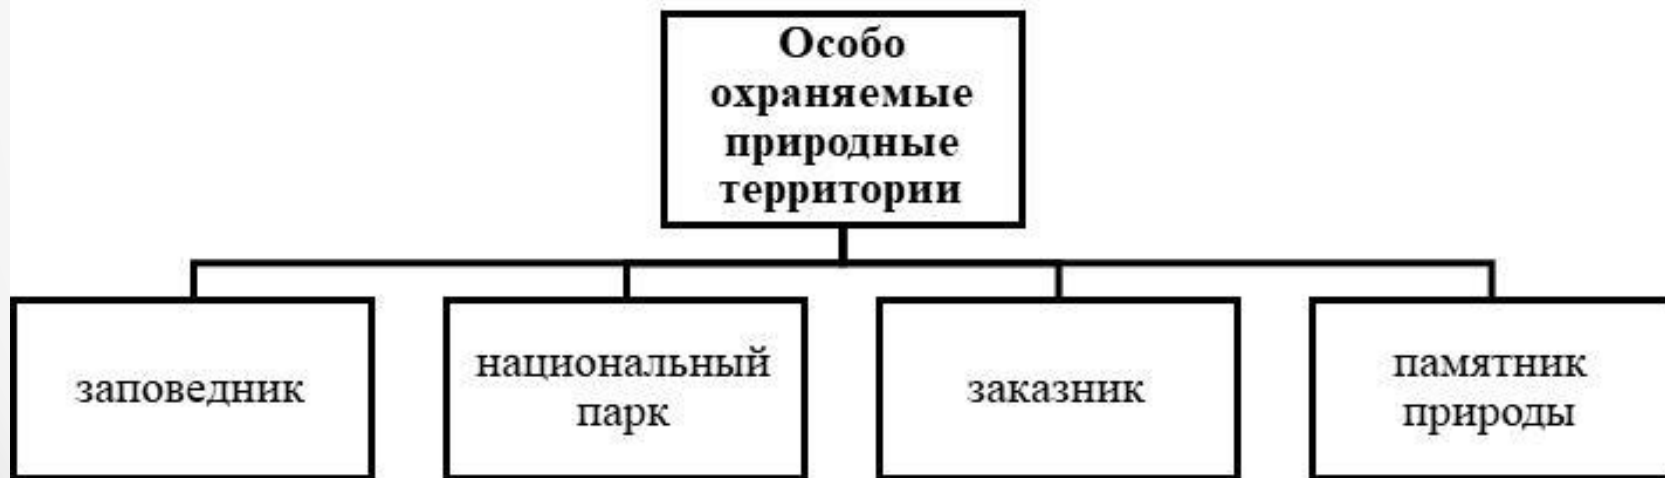 Особо
охраняемые
природные
территории
заповедник
национальный
парк
заказник
памятник
природы